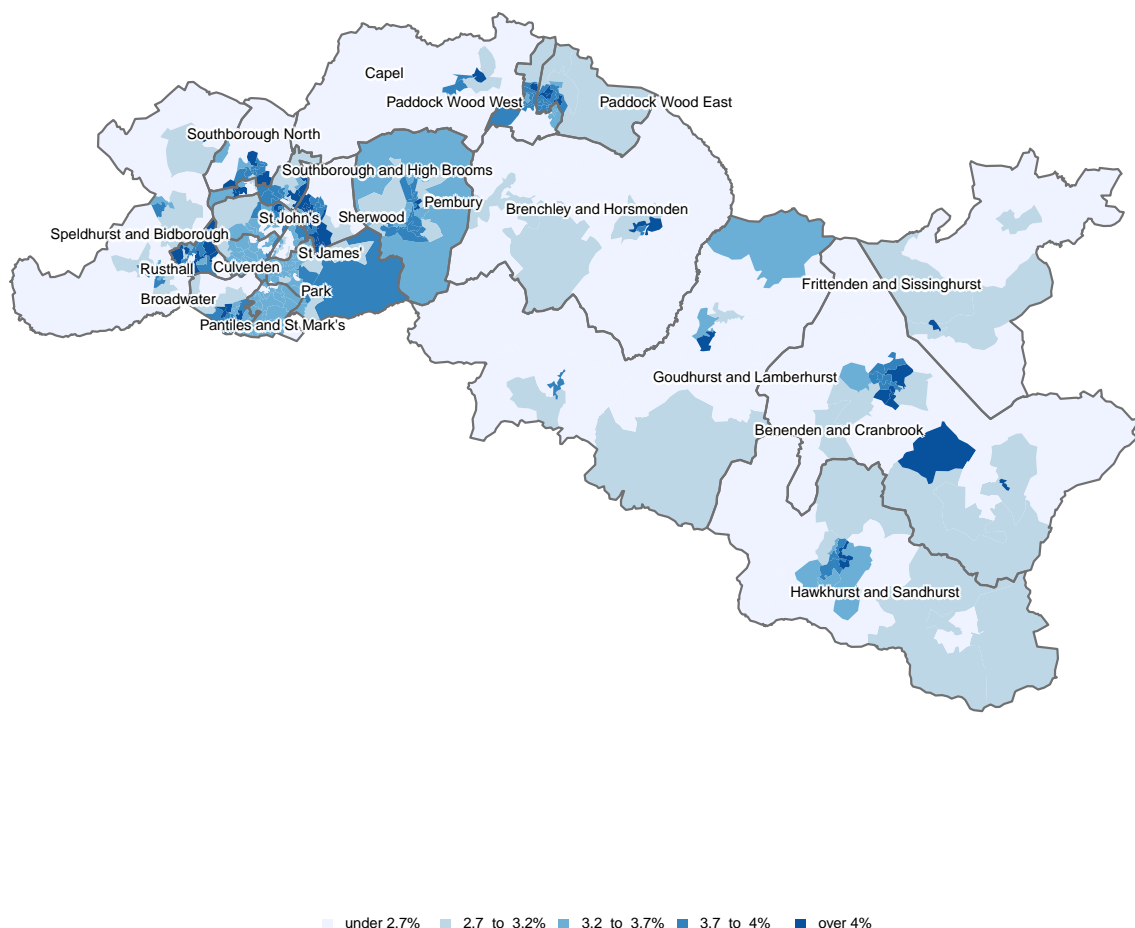 Capel
Paddock Wood West
Paddock Wood East
Southborough North
Southborough and High Brooms
Pembury
Brenchley and Horsmonden
St John's
Sherwood
Speldhurst and Bidborough
St James'
Rusthall
Culverden
Frittenden and Sissinghurst
Broadwater
Park
Pantiles and St Mark's
Goudhurst and Lamberhurst
Benenden and Cranbrook
Hawkhurst and Sandhurst
under 2.7% 2.7 to 3.2% 3.2 to 3.7% 3.7 to 4% over 4%